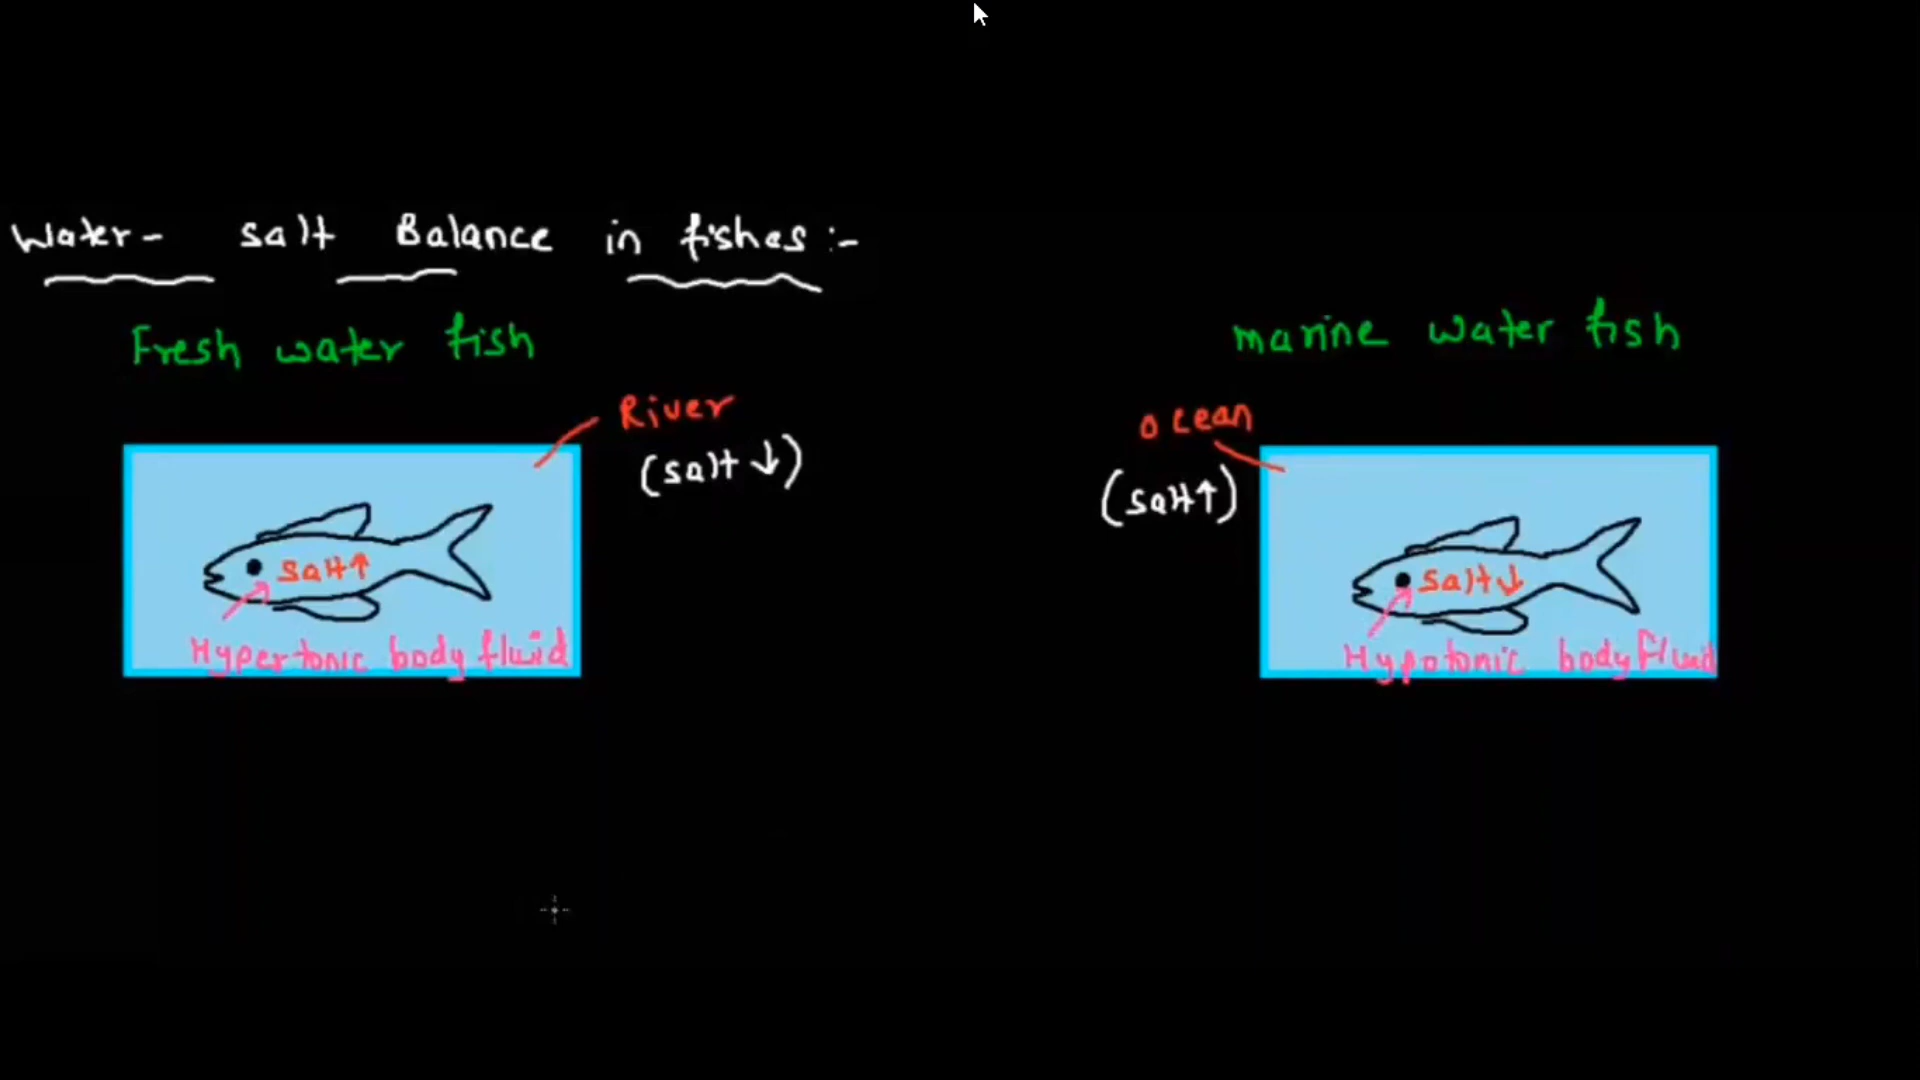 Water- salt Balance in fishes :-
Fresh water fish
River
(salt ↓)
salt↑
Hypertonic body fluid
marine water fish
ocean
(salt↑)
salt↓
Hypotonic body fluid